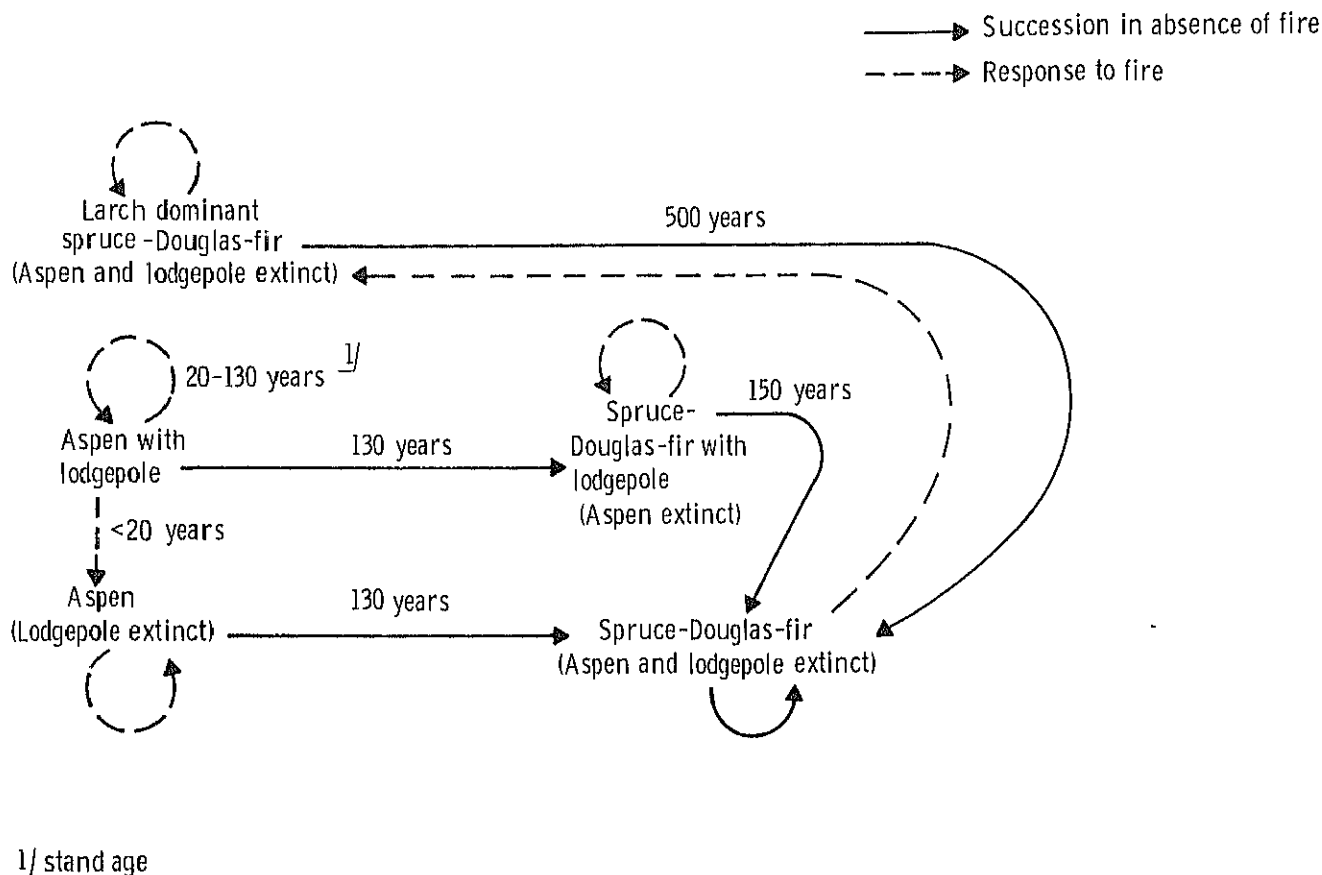 Succession in absence of fire
Response to fire
Larch dominant
spruce-Douglas-fir
(Aspen and lodgepole extinct)
500 years
20-130 years 1/
Aspen with
lodgepole
130 years
Spruce-
Douglas-fir with
lodgepole
(Aspen extinct)
150 years
<20 years
Aspen
(Lodgepole extinct)
130 years
Spruce-Douglas-fir
(Aspen and lodgepole extinct)
1/ stand age